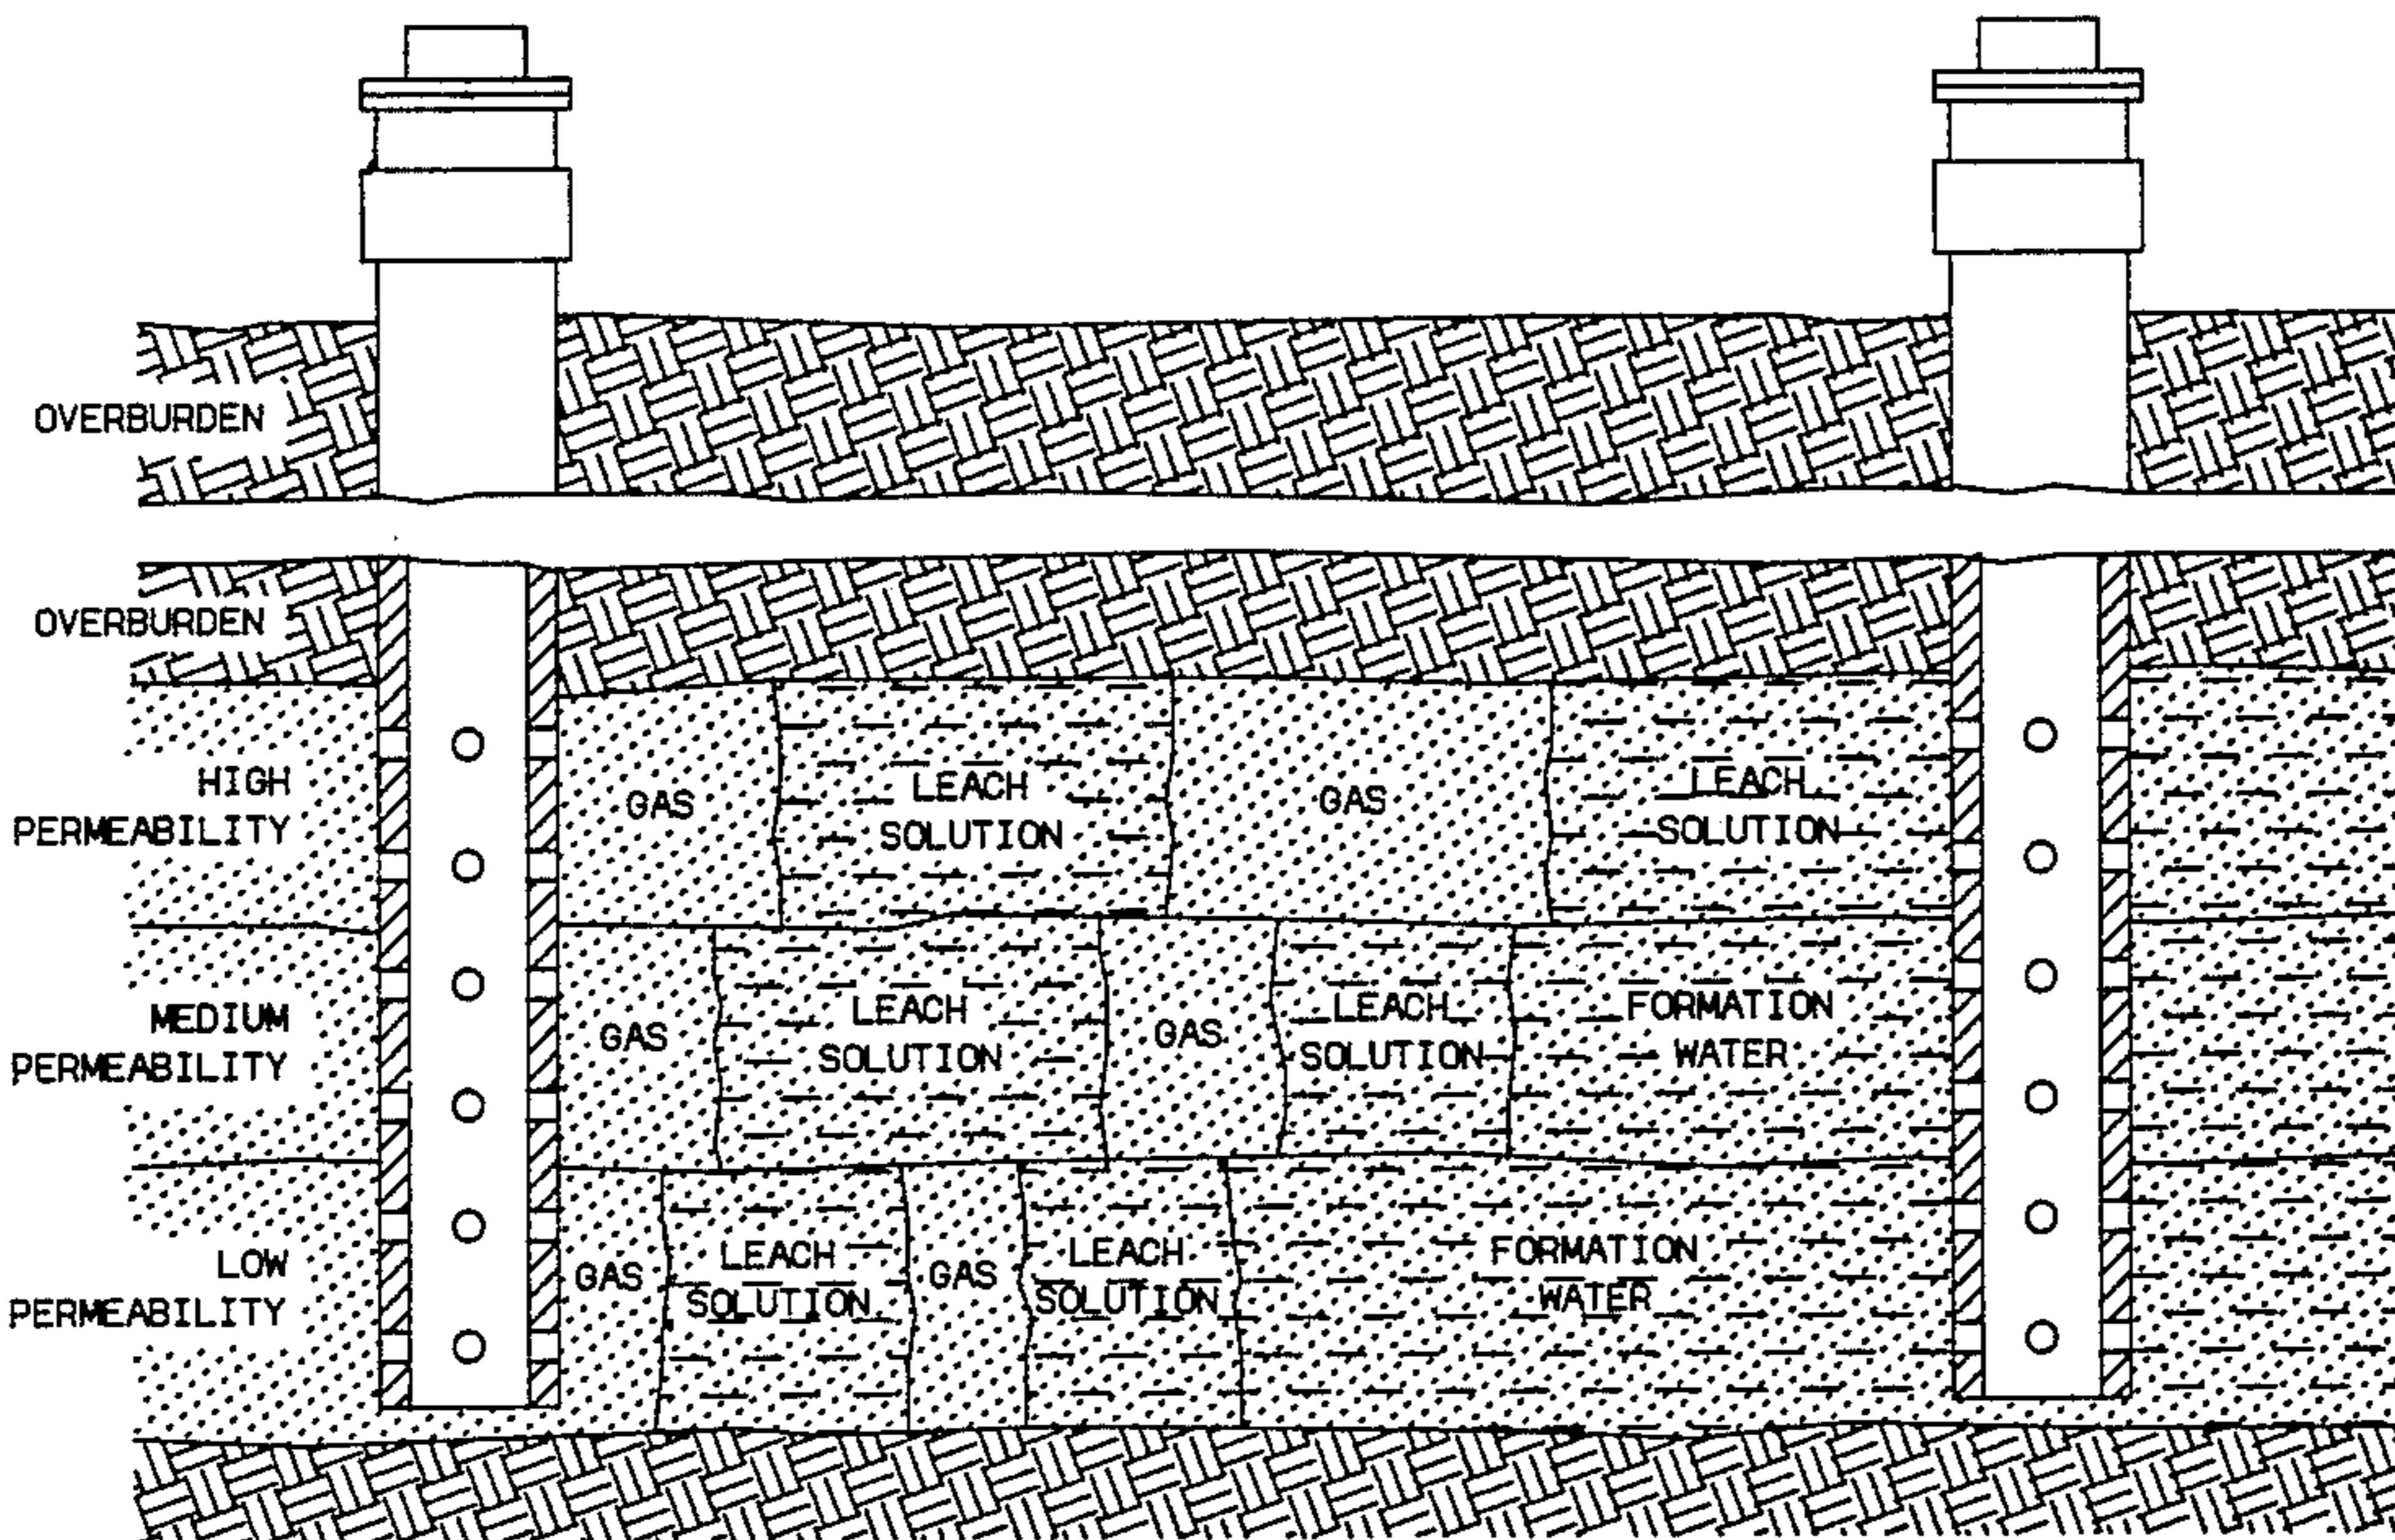 OVERBURDEN
OVERBURDEN
HIGH
PERMEABILITY
GAS
LEACH
SOLUTION
GAS
LEACH
SOLUTION
MEDIUM
PERMEABILITY
GAS
LEACH
SOLUTION
GAS
LEACH
SOLUTION
FORMATION
WATER
LOW
PERMEABILITY
GAS
LEACH
SOLUTION
GAS
LEACH
SOLUTION
FORMATION
WATER